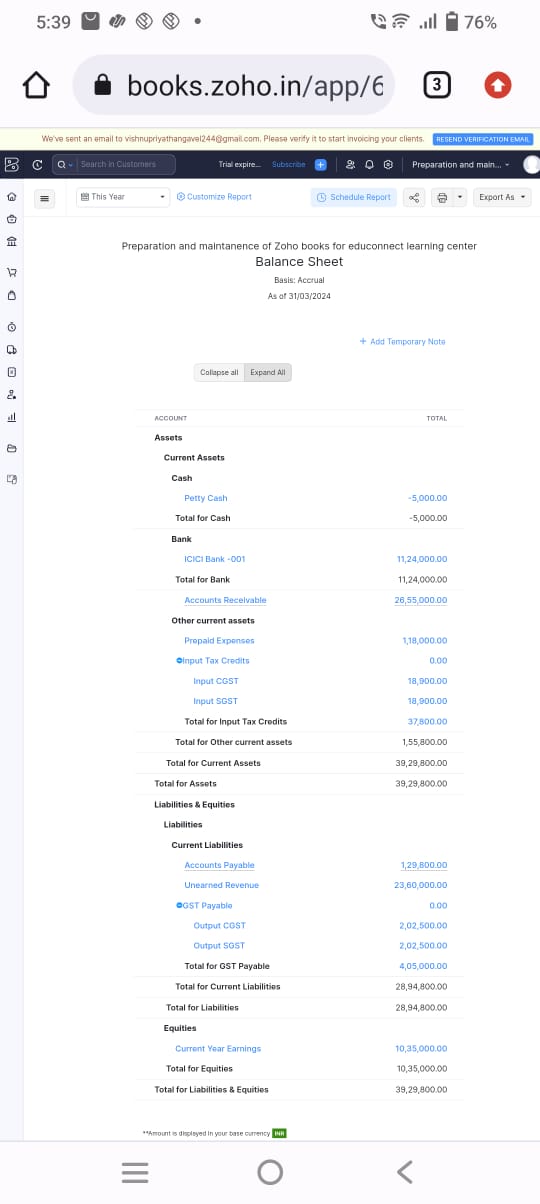 5:39 76%
books.zoho.in/app/6 3
We've sent an email to vishnupriyathangavel244@gmail.com. Please verify it to start invoicing your clients. RESEND VERIFICATION EMAIL
Search in Customers Trial expire... Subscribe Preparation and main...
This Year Customize Report Schedule Report Export As
Preparation and maintanence of Zoho books for educonnect learning center
Balance Sheet
Basis: Accrual
As of 31/03/2024
+ Add Temporary Note
Collapse all Expand All
ACCOUNT TOTAL
Assets
Current Assets
Cash
Petty Cash -5,000.00
Total for Cash -5,000.00
Bank
ICICI Bank -001 11,24,000.00
Total for Bank 11,24,000.00
Accounts Receivable 26,55,000.00
Other current assets
Prepaid Expenses 1,18,000.00
Input Tax Credits 0.00
Input CGST 18,900.00
Input SGST 18,900.00
Total for Input Tax Credits 37,800.00
Total for Other current assets 1,55,800.00
Total for Current Assets 39,29,800.00
Total for Assets 39,29,800.00
Liabilities & Equities
Liabilities
Current Liabilities
Accounts Payable 1,29,800.00
Unearned Revenue 23,60,000.00
GST Payable 0.00
Output CGST 2,02,500.00
Output SGST 2,02,500.00
Total for GST Payable 4,05,000.00
Total for Current Liabilities 28,94,800.00
Total for Liabilities 28,94,800.00
Equities
Current Year Earnings 10,35,000.00
Total for Equities 10,35,000.00
Total for Liabilities & Equities 39,29,800.00
**Amount is displayed in your base currency INR